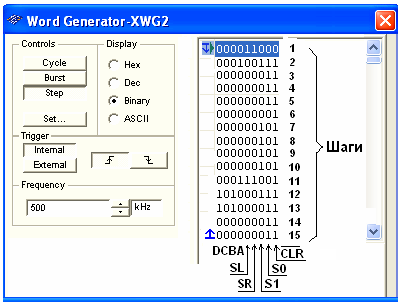 Word Generator-XWG2
Controls
Cycle
Burst
Step
Set...
Display
Hex
Dec
Binary
ASCII
Trigger
Internal
External
Frequency
500 kHz
000011000 1
000100111 2
000000011 3
000000011 4
000000011 5
000000011 6
000000101 7
000000101 8
000000101 9
000000101 10
000111001 11
101000111 12
101000011 13
000000011 14
000000011 15
Шаги
DCBA CLR
SL S0
SR S1